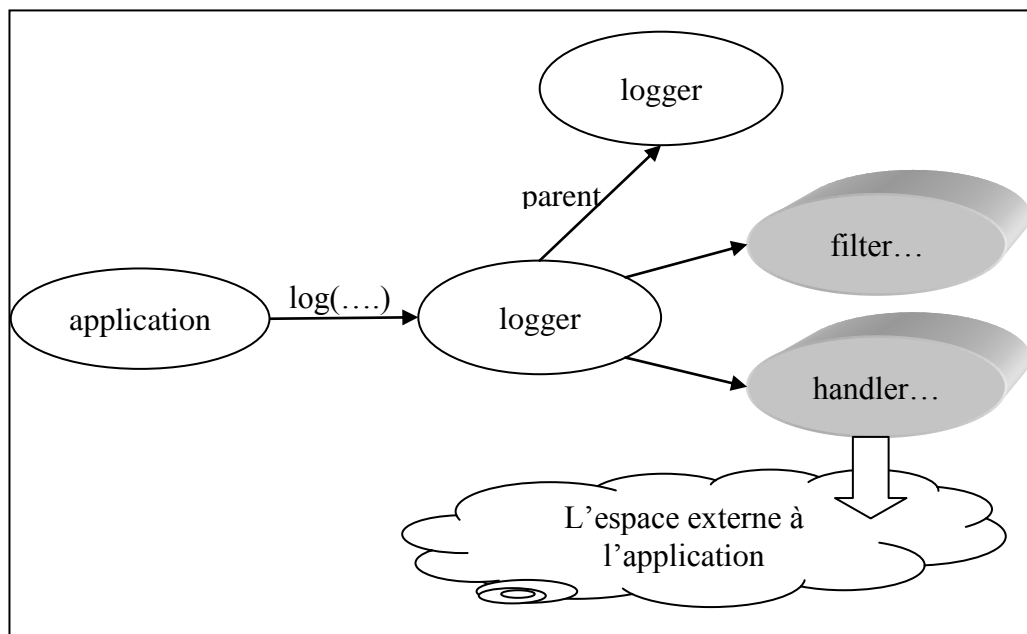 logger
parent
filter…
log(….)
application
logger
handler…
L’espace externe à
l’application